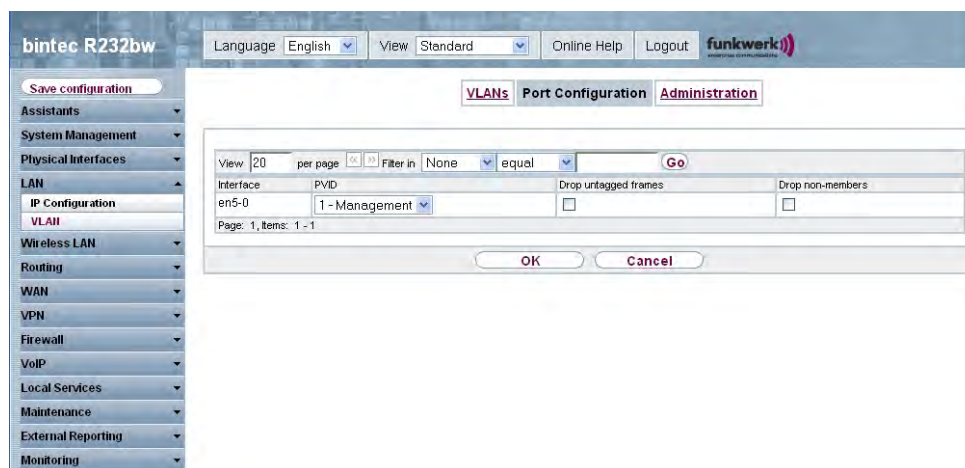 bintec R232bw
Language English View Standard Online Help Logout funkwerk
Save configuration
Assistants
System Management
Physical Interfaces
LAN
IP Configuration
VLAN
Wireless LAN
Routing
WAN
VPN
Firewall
VoIP
Local Services
Maintenance
External Reporting
Monitoring
VLANs Port Configuration Administration
View 20 per page << >> Filter in None equal Go
Interface PVID Drop untagged frames Drop non-members
en5-0 1 - Management
Page: 1, Items: 1 - 1
OK Cancel